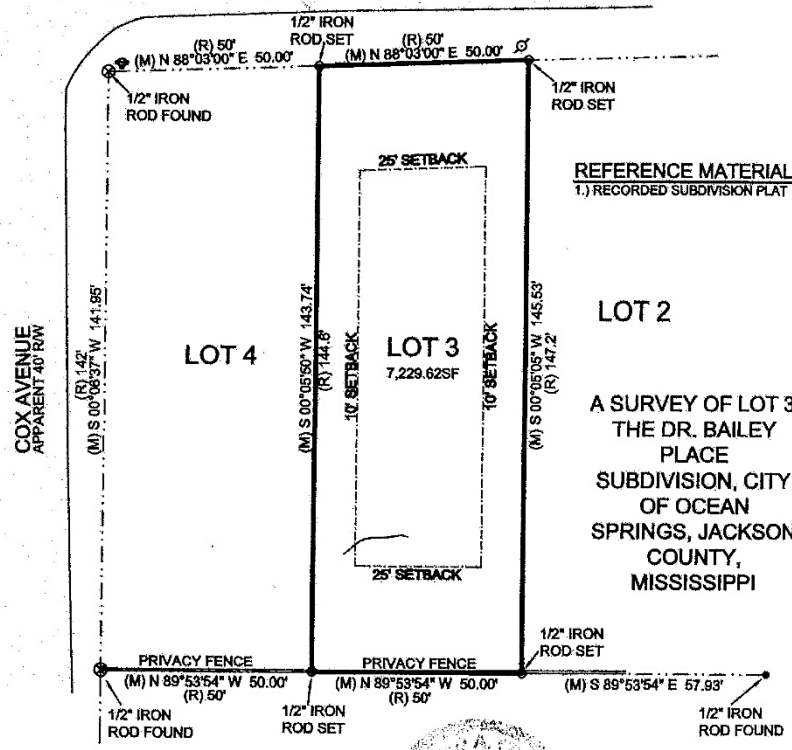 1/2" IRON
ROD SET
(R) 50'
(M) N 88°03'00" E 50.00'
(R) 50'
(M) N 88°03'00" E 50.00'
1/2" IRON
ROD FOUND
1/2" IRON
ROD SET
25' SETBACK
REFERENCE MATERIAL
1.) RECORDED SUBDIVISION PLAT
COX AVENUE
APPARENT 40' R/W
(R) 142'
(M) S 00°06'37" W 141.95'
LOT 4
(M) S 00°05'50" W 143.74'
(R) 144.6'
10' SETBACK
LOT 3
7,229.62SF
10' SETBACK
(M) S 00°05'05" W 145.53'
(R) 147.2'
LOT 2
A SURVEY OF LOT 3
THE DR. BAILEY
PLACE
SUBDIVISION, CITY
OF OCEAN
SPRINGS, JACKSON
COUNTY,
MISSISSIPPI
25' SETBACK
PRIVACY FENCE
(M) N 89°53'54" W 50.00'
(R) 50'
PRIVACY FENCE
(M) N 89°53'54" W 50.00'
(R) 50'
1/2" IRON
ROD SET
(M) S 89°53'54" E 57.93'
1/2" IRON
ROD FOUND
1/2" IRON
ROD SET
1/2" IRON
ROD FOUND